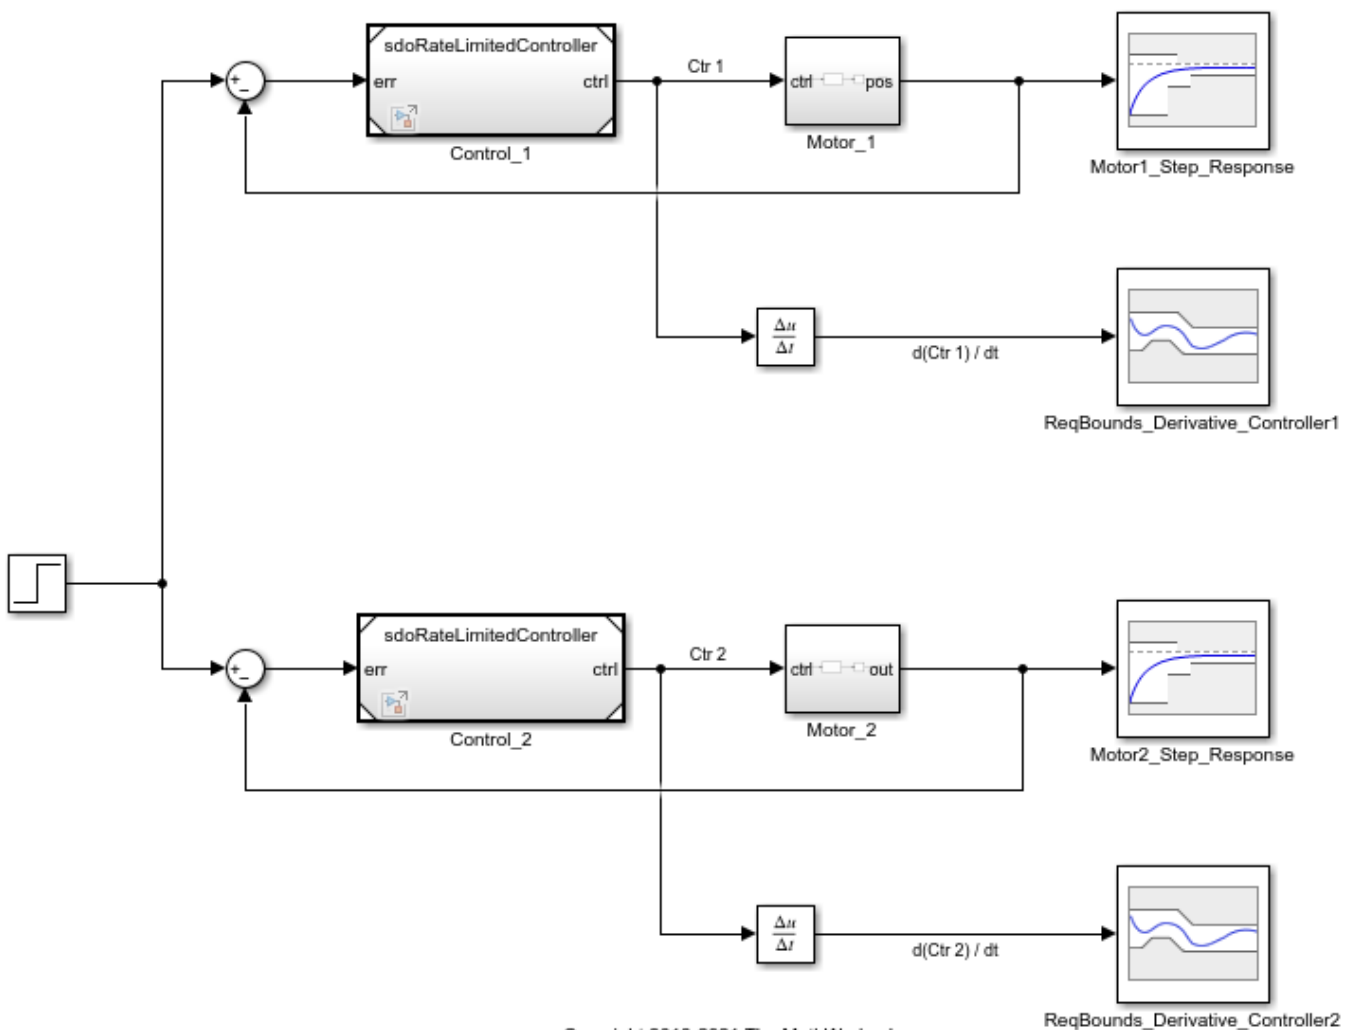 sdoRateLimitedController
err
ctrl
Control_1
Ctr 1
ctrl
pos
Motor_1
Motor1_Step_Response
+
−
Δu
Δt
d(Ctr 1) / dt
ReqBounds_Derivative_Controller1
sdoRateLimitedController
err
ctrl
Control_2
Ctr 2
ctrl
out
Motor_2
Motor2_Step_Response
+
−
Δu
Δt
d(Ctr 2) / dt
ReqBounds_Derivative_Controller2